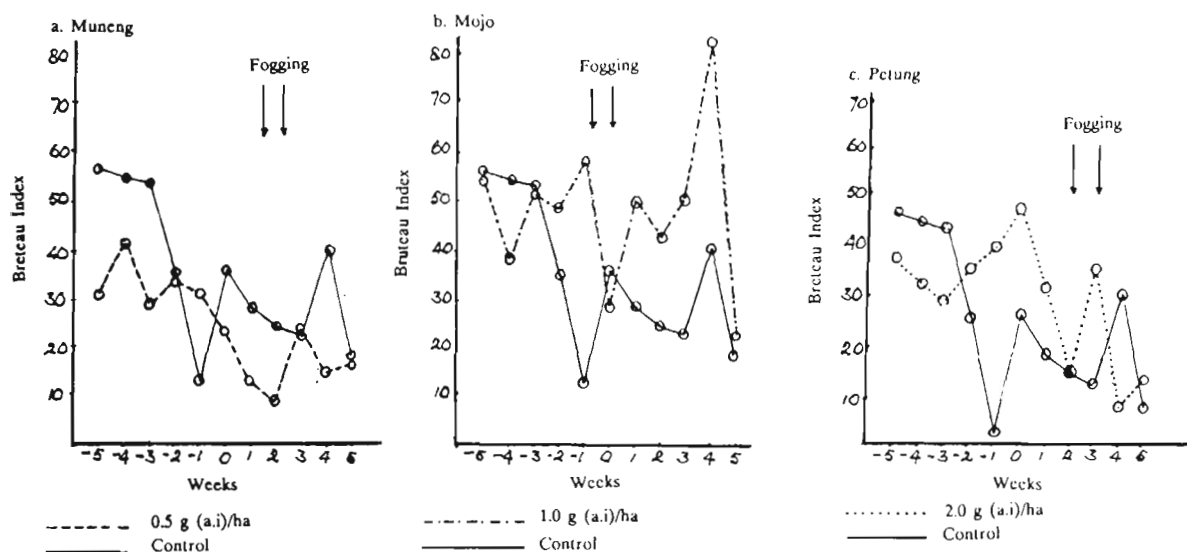 a. Muneng
80
70
60
50
40
30
20
10
Breteau Index
Fogging
-5 -4 -3 -2 -1 0 1 2 3 4 5
Weeks
0.5 g (a.i)/ha
Control
b. Mojo
80
70
60
50
40
30
20
10
Bruteau Index
Fogging
-5 -4 -3 -2 -1 0 1 2 3 4 5
Weeks
1.0 g (a.i)/ha
Control
c. Petung
70
60
50
40
30
20
10
Breteau Index
Fogging
-5 -4 -3 -2 -1 0 1 2 3 4 5
Weeks
2.0 g (a.i)/ha
Control